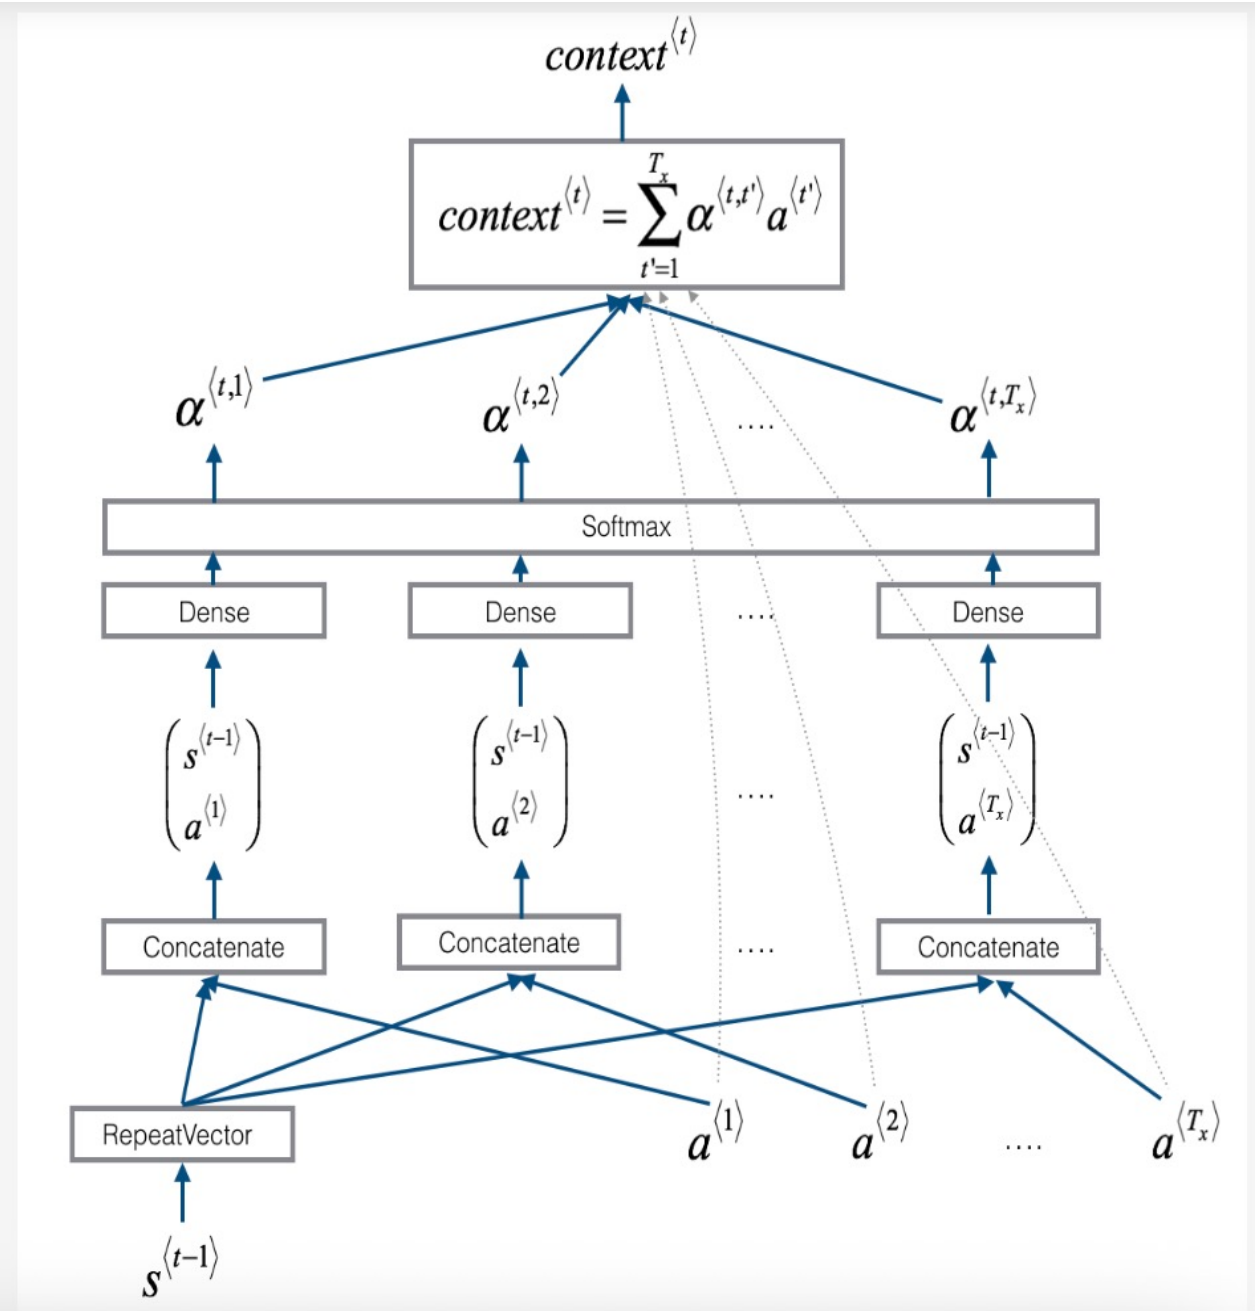 context⟨t⟩
context⟨t⟩ = ∑_{t'=1}^{T_x} α⟨t,t'⟩ a⟨t'⟩
α⟨t,1⟩ α⟨t,2⟩ .... α⟨t,T_x⟩
Softmax
Dense Dense .... Dense
(s⟨t−1⟩ (s⟨t−1⟩ .... (s⟨t−1⟩
a⟨1⟩) a⟨2⟩) a⟨T_x⟩)
Concatenate Concatenate .... Concatenate
RepeatVector a⟨1⟩ a⟨2⟩ .... a⟨T_x⟩
s⟨t−1⟩